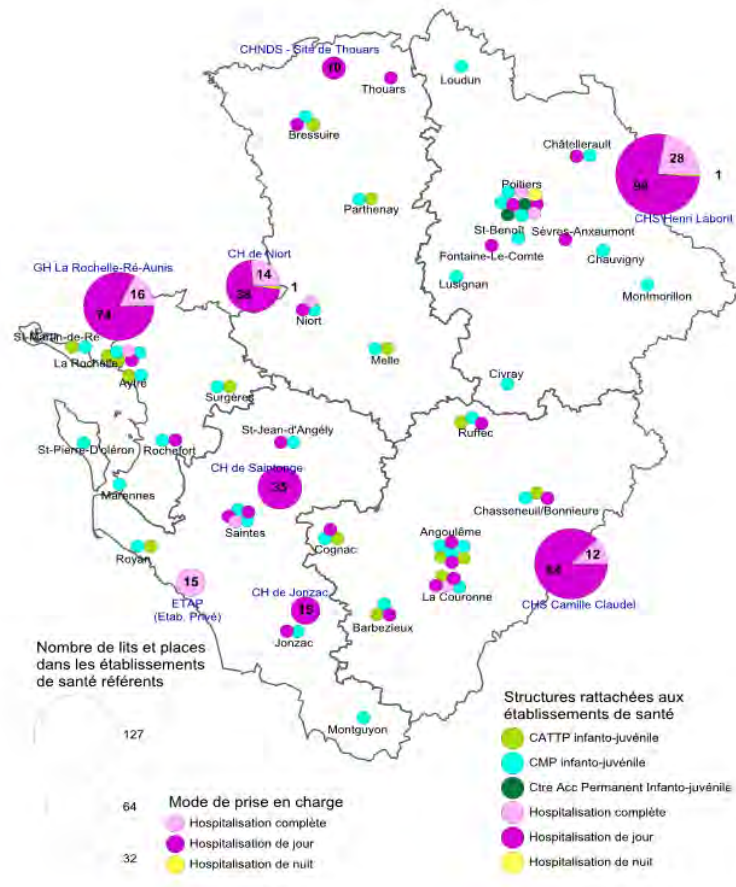 CHNDS - Site de Thouars
10
Thouars
Loudun
Bressuire
Châtellerault
28
1
98
CHS Henri Laborit
Poitiers
Parthenay
St-Benoît
Sèvres-Anxaumont
Fontaine-Le-Comte
Chauvigny
GH La Rochelle-Ré-Aunis
CH de Niort
14
1
38
Lusignan
Montmorillon
16
74
Niort
St-Martin-de-Ré
La Rochelle
Melle
Aytré
Civray
Surgères
St-Jean-d'Angély
Ruffec
St-Pierre-D'oléron
Rochefort
CH de Saintonge
35
Marennes
Chasseneuil/Bonnieure
Saintes
Cognac
Angoulême
Royan
12
84
15
ETAP
(Etab. Privé)
CH de Jonzac
15
La Couronne
CHS Camille Claudel
Barbezieux
Jonzac
Montguyon
Nombre de lits et places
dans les établissements
de santé référents
127
64
32
Mode de prise en charge
Hospitalisation complète
Hospitalisation de jour
Hospitalisation de nuit
Structures rattachées aux
établissements de santé
CATTP infanto-juvénile
CMP infanto-juvénile
Ctre Acc Permanent Infanto-juvénile
Hospitalisation complète
Hospitalisation de jour
Hospitalisation de nuit